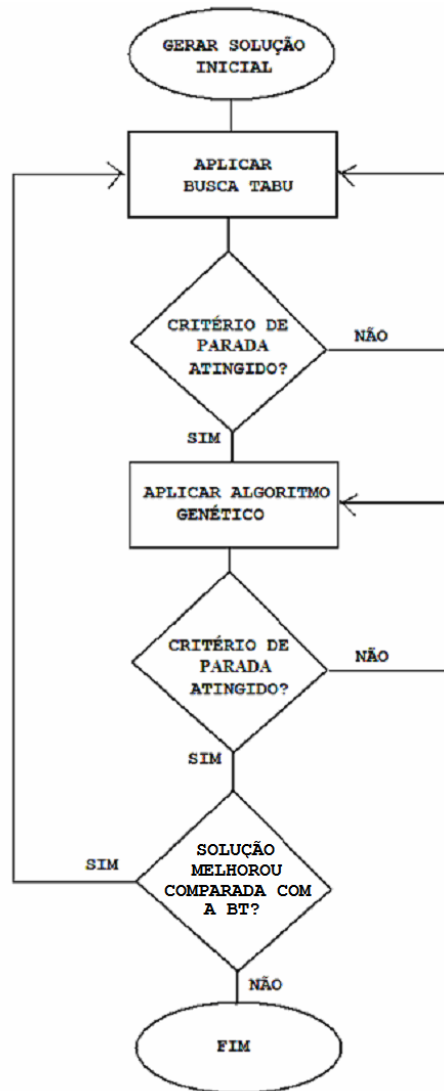 GERAR SOLUÇÃO
INICIAL
APLICAR
BUSCA TABU
CRITÉRIO DE
PARADA
ATINGIDO?
NÃO
SIM
APLICAR ALGORITMO
GENÉTICO
CRITÉRIO DE
PARADA
ATINGIDO?
NÃO
SIM
SOLUÇÃO
MELHOROU
COMPARADA COM
A BT?
SIM
NÃO
FIM